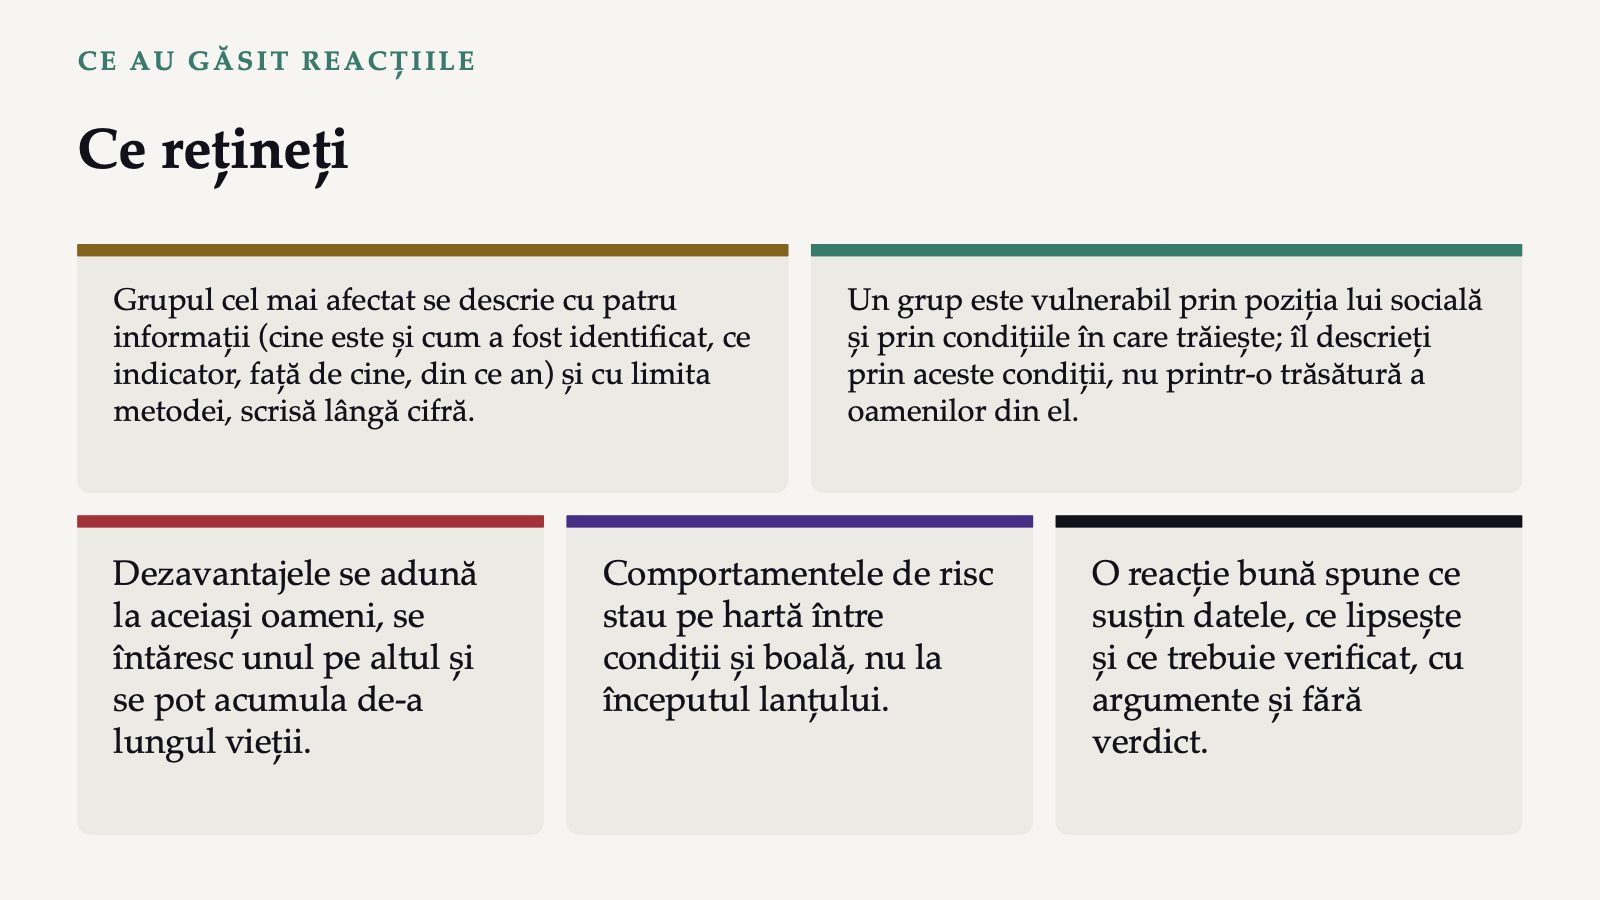 CE AU GĂSIT REACȚIILE
Ce rețineți
Grupul cel mai afectat se descrie cu patru
informații (cine este și cum a fost identificat, ce
indicator, față de cine, din ce an) și cu limita
metodei, scrisă lângă cifră.
Un grup este vulnerabil prin poziția lui socială
și prin condițiile în care trăiește; îl descrieți
prin aceste condiții, nu printr-o trăsătură a
oamenilor din el.
Dezavantajele se adună
la aceiași oameni, se
întăresc unul pe altul și
se pot acumula de-a
lungul vieții.
Comportamentele de risc
stau pe hartă între
condiții și boală, nu la
începutul lanțului.
O reacție bună spune ce
susțin datele, ce lipsește
și ce trebuie verificat, cu
argumente și fără
verdict.